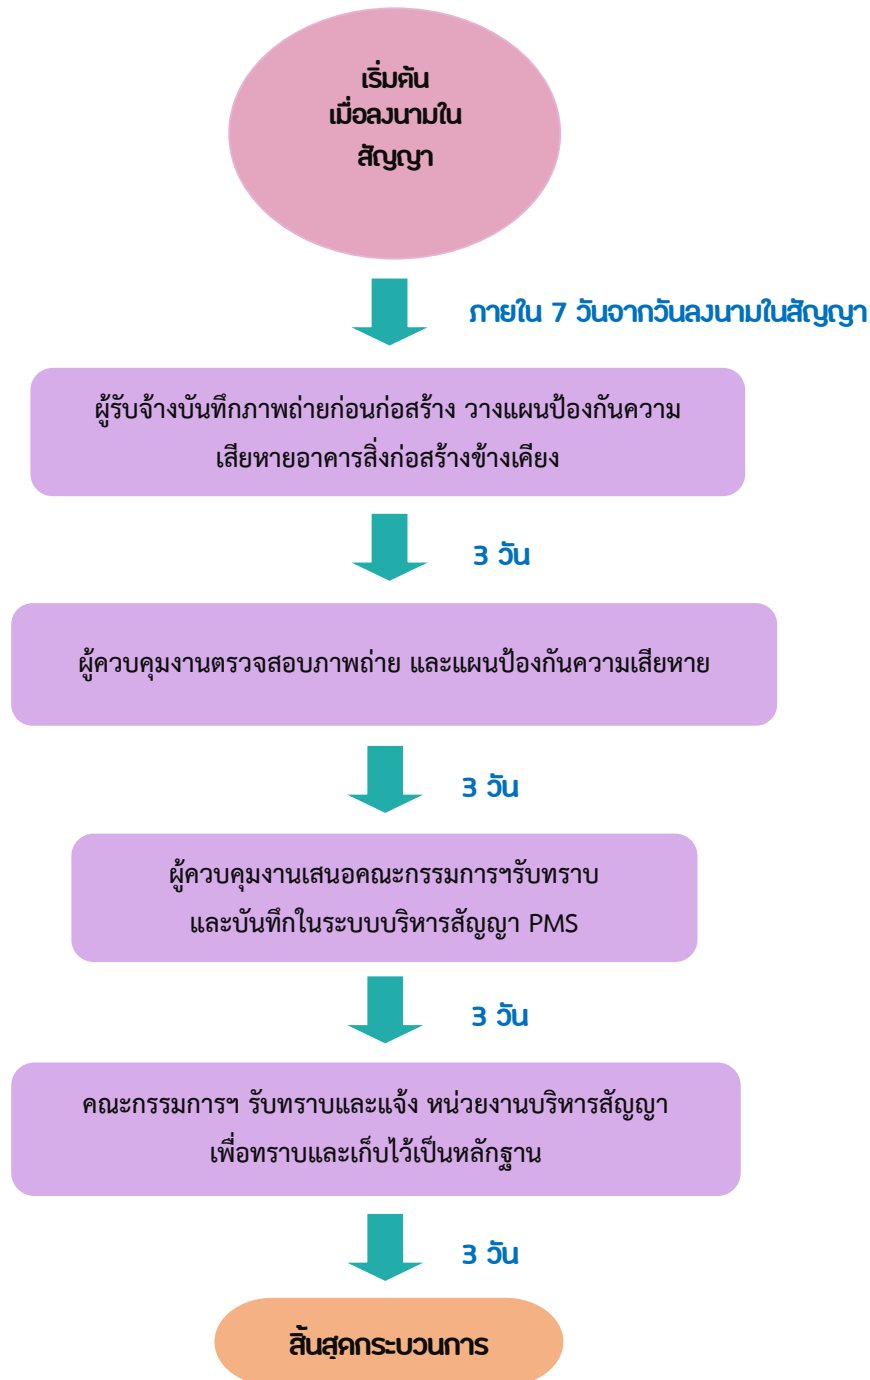 เริ่มต้น
เมื่อลงนามใน
สัญญา
ภายใน 7 วันจากวันลงนามในสัญญา
ผู้รับจ้างบันทึกภาพถ่ายก่อนก่อสร้าง วางแผนป้องกันความ
เสียหายอาคารสิ่งก่อสร้างข้างเคียง
3 วัน
ผู้ควบคุมงานตรวจสอบภาพถ่าย และแผนป้องกันความเสียหาย
3 วัน
ผู้ควบคุมงานเสนอคณะกรรมการฯรับทราบ
และบันทึกในระบบบริหารสัญญา PMS
3 วัน
คณะกรรมการฯ รับทราบและแจ้ง หน่วยงานบริหารสัญญา
เพื่อทราบและเก็บไว้เป็นหลักฐาน
3 วัน
สิ้นสุดกระบวนการ